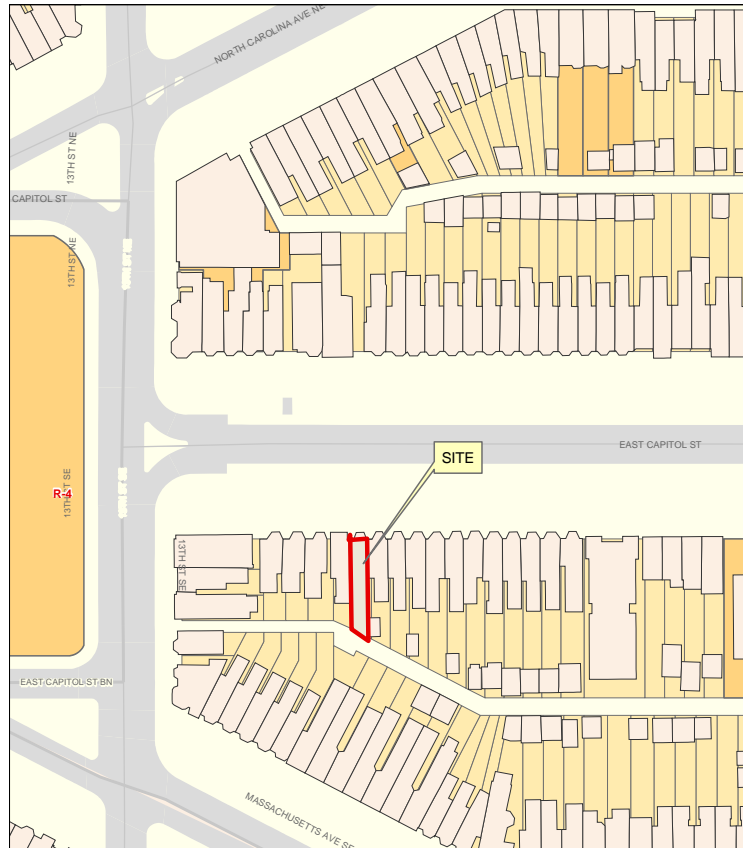 NORTH CAROLINA AVE NE
13TH ST NE
CAPITOL ST
13TH ST NE
EAST CAPITOL ST
SITE
R-4
13TH ST SE
13TH ST SE
EAST CAPITOL ST BN
MASSACHUSETTS AVE SE